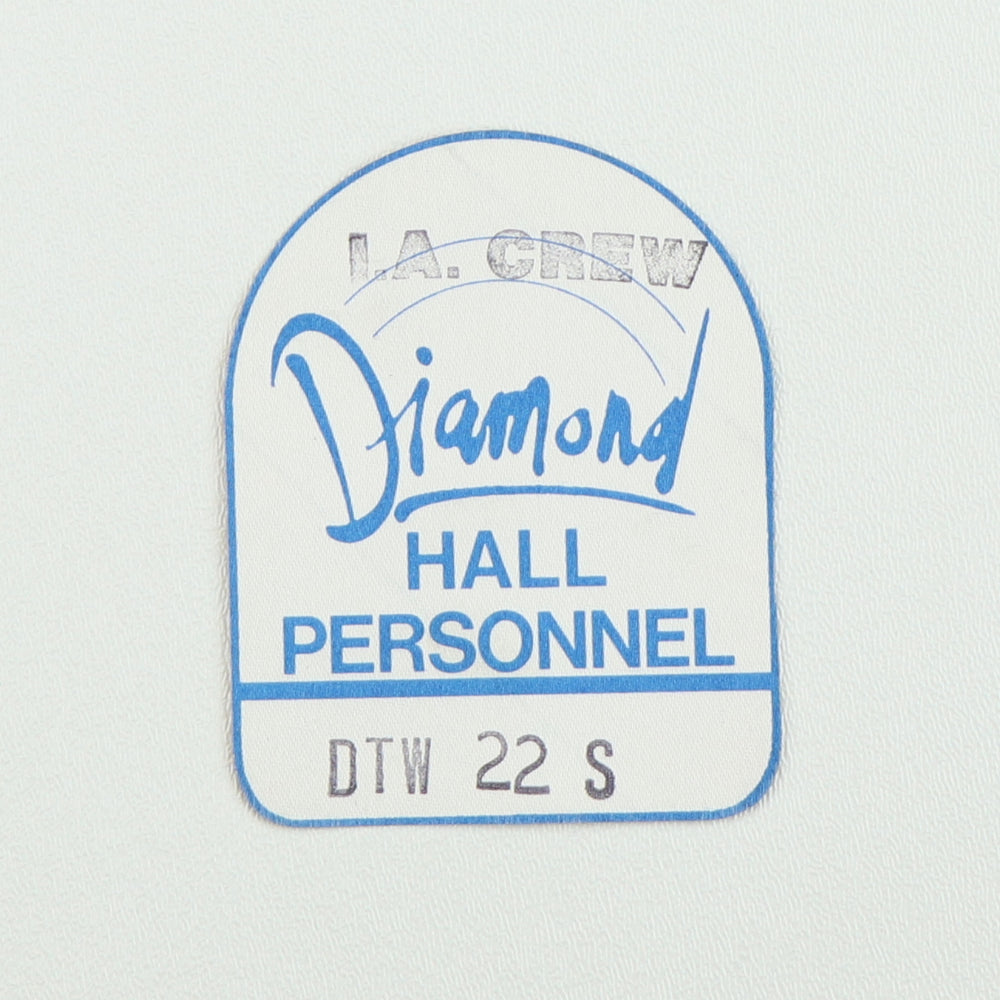 I.A. CREW
Diamond
HALL
PERSONNEL
DTW 22 S